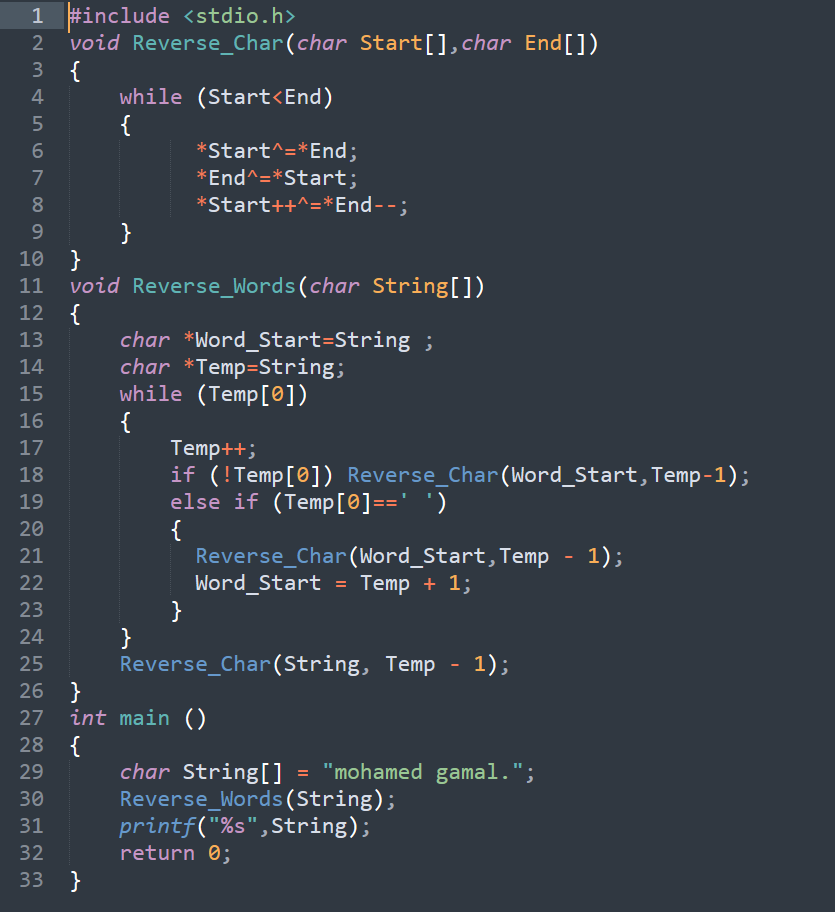 1 #include <stdio.h>
2 void Reverse_Char(char Start[],char End[])
3 {
4     while (Start<End)
5     {
6           *Start^=*End;
7           *End^=*Start;
8           *Start++^=*End--;
9     }
10 }
11 void Reverse_Words(char String[])
12 {
13     char *Word_Start=String ;
14     char *Temp=String;
15     while (Temp[0])
16     {
17         Temp++;
18         if (!Temp[0]) Reverse_Char(Word_Start,Temp-1);
19         else if (Temp[0]==' ')
20         {
21           Reverse_Char(Word_Start,Temp - 1);
22           Word_Start = Temp + 1;
23         }
24     }
25     Reverse_Char(String, Temp - 1);
26 }
27 int main ()
28 {
29     char String[] = "mohamed gamal.";
30     Reverse_Words(String);
31     printf("%s",String);
32     return 0;
33 }